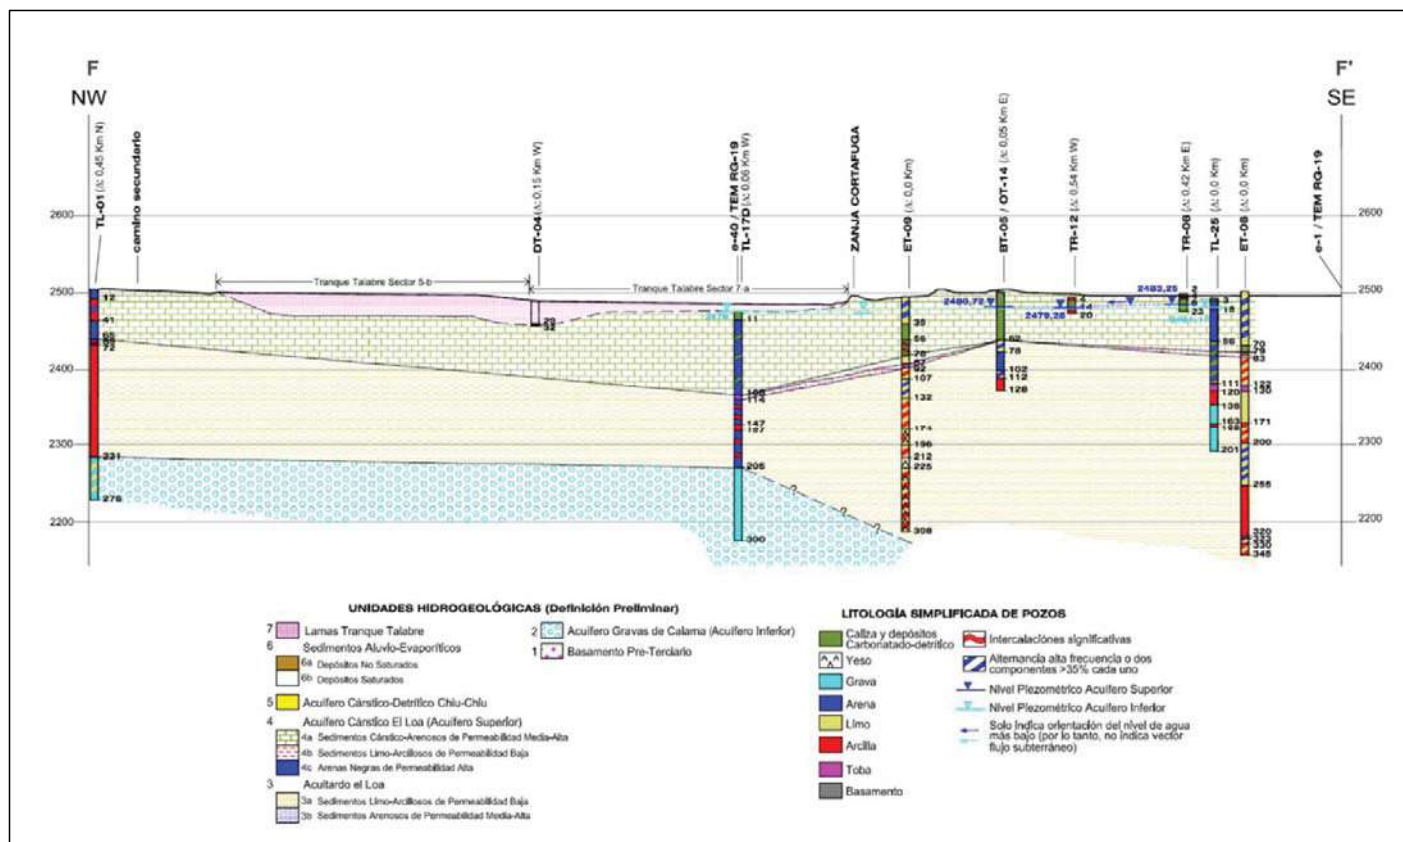 F
NW
F'
SE
TL-01 (Δ: 0,45 Km N)
camino secundario
DT-04 (Δ: 0,15 Km W)
e-40 / TEM RG-19
TL-17D (Δ: 0,06 Km W)
ZANJA CORTAFUGA
ET-09 (Δ: 0,0 Km)
BT-05 / OT-14 (Δ: 0,05 Km E)
TR-12 (Δ: 0,54 Km W)
TR-08 (Δ: 0,42 Km E)
TL-25 (Δ: 0,0 Km)
ET-08 (Δ: 0,0 Km)
e-1 / TEM RG-19
2600
2500
2400
2300
2200
2600
2500
2400
2300
2200
Tranque Talabre Sector 5-b
Tranque Talabre Sector 7-a
2480,72
2479,28
2483,25
12
41
72
231
276
11
114
147
205
300
107
132
196
212
225
308
78
102
112
128
4
14
20
2
23
3
111
120
138
201
70
130
171
200
255
320
330
345
?
?
UNIDADES HIDROGEOLÓGICAS (Definición Preliminar)
7 Lamas Tranque Talabre
6 Sedimentos Aluvio-Evaporíticos
6a Depósitos No Saturados
6b Depósitos Saturados
5 Acuífero Cárstico-Detrítico Chiu-Chiu
4 Acuífero Cárstico El Loa (Acuífero Superior)
4a Sedimentos Cárstico-Arenosos de Permeabilidad Media-Alta
4b Sedimentos Limo-Arcillosos de Permeabilidad Baja
4c Arenas Negras de Permeabilidad Alta
3 Acuitardo el Loa
3a Sedimentos Limo-Arcillosos de Permeabilidad Baja
3b Sedimentos Arenosos de Permeabilidad Media-Alta
2 Acuífero Gravas de Calama (Acuífero Inferior)
1 Basamento Pre-Terciario
LITOLOGÍA SIMPLIFICADA DE POZOS
Caliza y depósitos
Carbonatado-detrítico
Yeso
Grava
Arena
Limo
Arcilla
Toba
Basamento
Intercalaciónes significativas
Alternancia alta frecuencia o dos
componentes >35% cada uno
Nivel Piezométrico Acuífero Superior
Nivel Piezométrico Acuífero Inferior
Solo indica orientación del nivel de agua
más bajo (por lo tanto, no indica vector
flujo subterráneo)